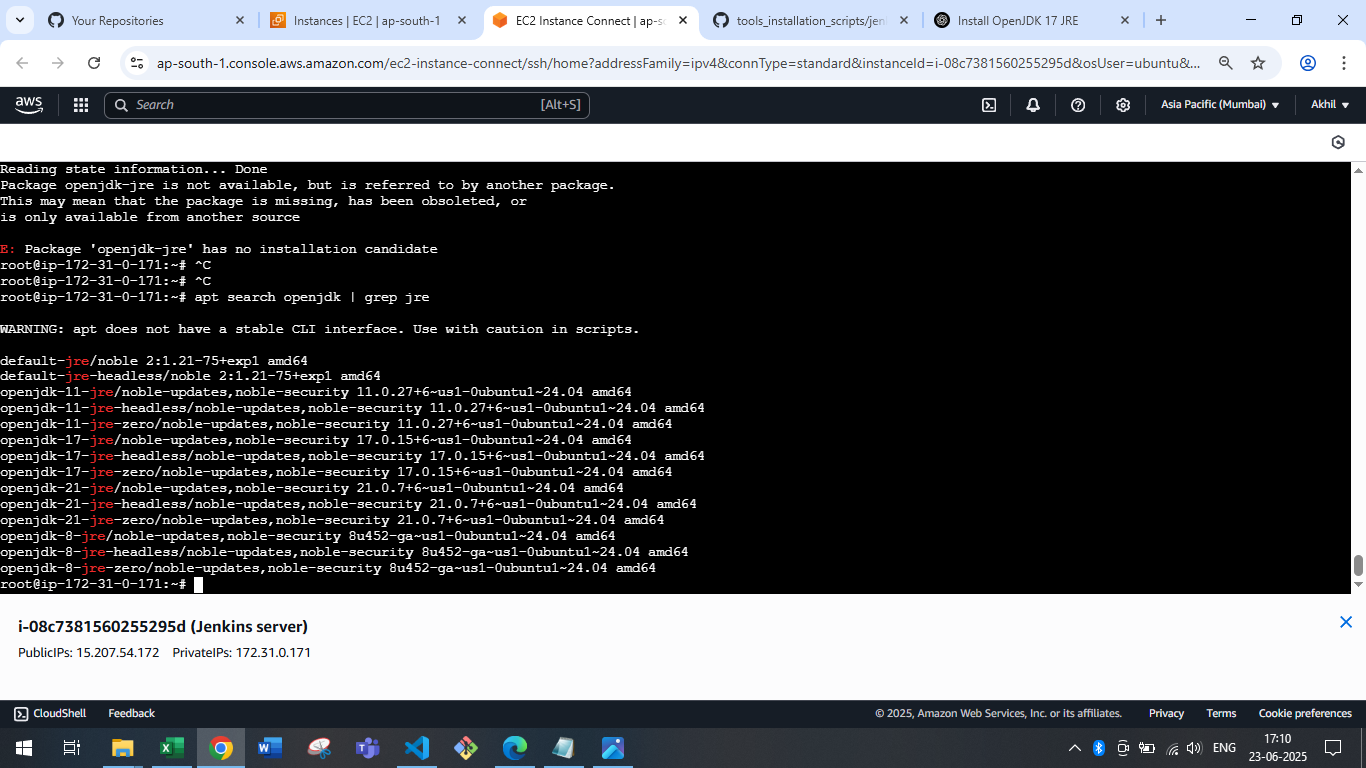 Your Repositories
Instances | EC2 | ap-south-1
EC2 Instance Connect | ap-so
tools_installation_scripts/jenk
Install OpenJDK 17 JRE
ap-south-1.console.aws.amazon.com/ec2-instance-connect/ssh/home?addressFamily=ipv4&connType=standard&instanceId=i-08c7381560255295d&osUser=ubuntu&...
aws
Search
[Alt+S]
Asia Pacific (Mumbai)
Akhil
Reading state information... Done
Package openjdk-jre is not available, but is referred to by another package.
This may mean that the package is missing, has been obsoleted, or
is only available from another source
E: Package 'openjdk-jre' has no installation candidate
root@ip-172-31-0-171:~# ^C
root@ip-172-31-0-171:~# ^C
root@ip-172-31-0-171:~# apt search openjdk | grep jre
WARNING: apt does not have a stable CLI interface. Use with caution in scripts.
default-jre/noble 2:1.21-75+exp1 amd64
default-jre-headless/noble 2:1.21-75+exp1 amd64
openjdk-11-jre/noble-updates,noble-security 11.0.27+6~us1-0ubuntu1~24.04 amd64
openjdk-11-jre-headless/noble-updates,noble-security 11.0.27+6~us1-0ubuntu1~24.04 amd64
openjdk-11-jre-zero/noble-updates,noble-security 11.0.27+6~us1-0ubuntu1~24.04 amd64
openjdk-17-jre/noble-updates,noble-security 17.0.15+6~us1-0ubuntu1~24.04 amd64
openjdk-17-jre-headless/noble-updates,noble-security 17.0.15+6~us1-0ubuntu1~24.04 amd64
openjdk-17-jre-zero/noble-updates,noble-security 17.0.15+6~us1-0ubuntu1~24.04 amd64
openjdk-21-jre/noble-updates,noble-security 21.0.7+6~us1-0ubuntu1~24.04 amd64
openjdk-21-jre-headless/noble-updates,noble-security 21.0.7+6~us1-0ubuntu1~24.04 amd64
openjdk-21-jre-zero/noble-updates,noble-security 21.0.7+6~us1-0ubuntu1~24.04 amd64
openjdk-8-jre/noble-updates,noble-security 8u452-ga~us1-0ubuntu1~24.04 amd64
openjdk-8-jre-headless/noble-updates,noble-security 8u452-ga~us1-0ubuntu1~24.04 amd64
openjdk-8-jre-zero/noble-updates,noble-security 8u452-ga~us1-0ubuntu1~24.04 amd64
root@ip-172-31-0-171:~#
i-08c7381560255295d (Jenkins server)
PublicIPs: 15.207.54.172 PrivateIPs: 172.31.0.171
CloudShell
Feedback
© 2025, Amazon Web Services, Inc. or its affiliates.
Privacy
Terms
Cookie preferences
ENG
17:10
23-06-2025